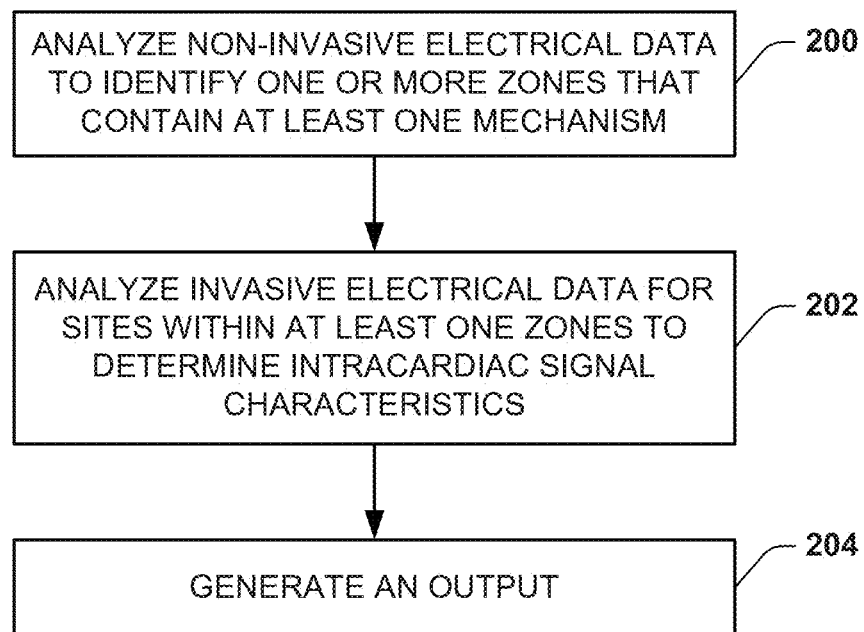 ANALYZE NON-INVASIVE ELECTRICAL DATA
TO IDENTIFY ONE OR MORE ZONES THAT
CONTAIN AT LEAST ONE MECHANISM
200
ANALYZE INVASIVE ELECTRICAL DATA FOR
SITES WITHIN AT LEAST ONE ZONES TO
DETERMINE INTRACARDIAC SIGNAL
CHARACTERISTICS
202
GENERATE AN OUTPUT
204